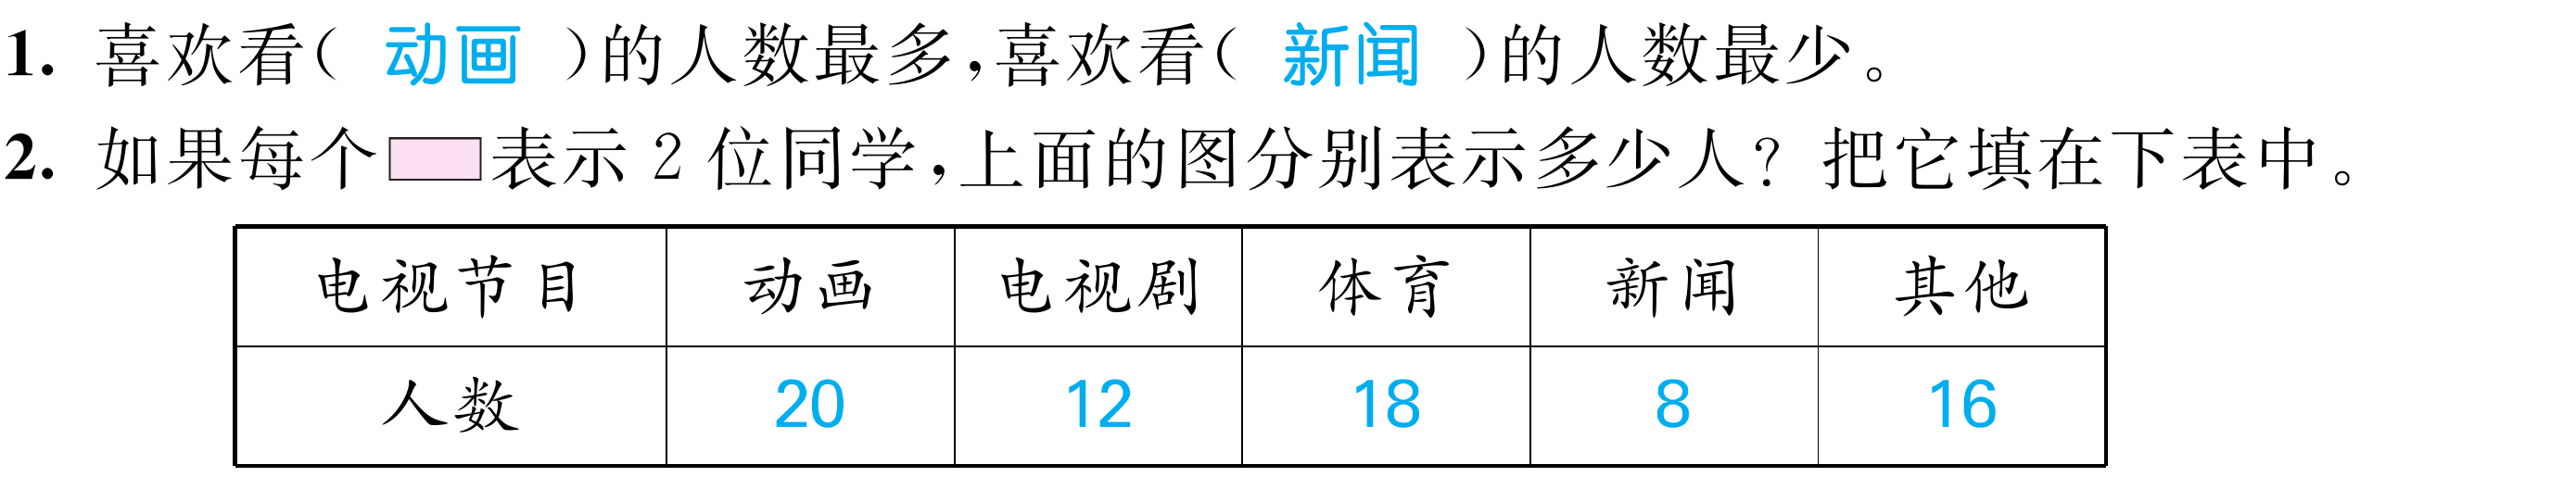 1. 喜欢看( 动画 )的人数最多,喜欢看( 新闻 )的人数最少。
2. 如果每个表示 2 位同学,上面的图分别表示多少人? 把它填在下表中。
电视节目 动画 电视剧 体育 新闻 其他
人数 20 12 18 8 16